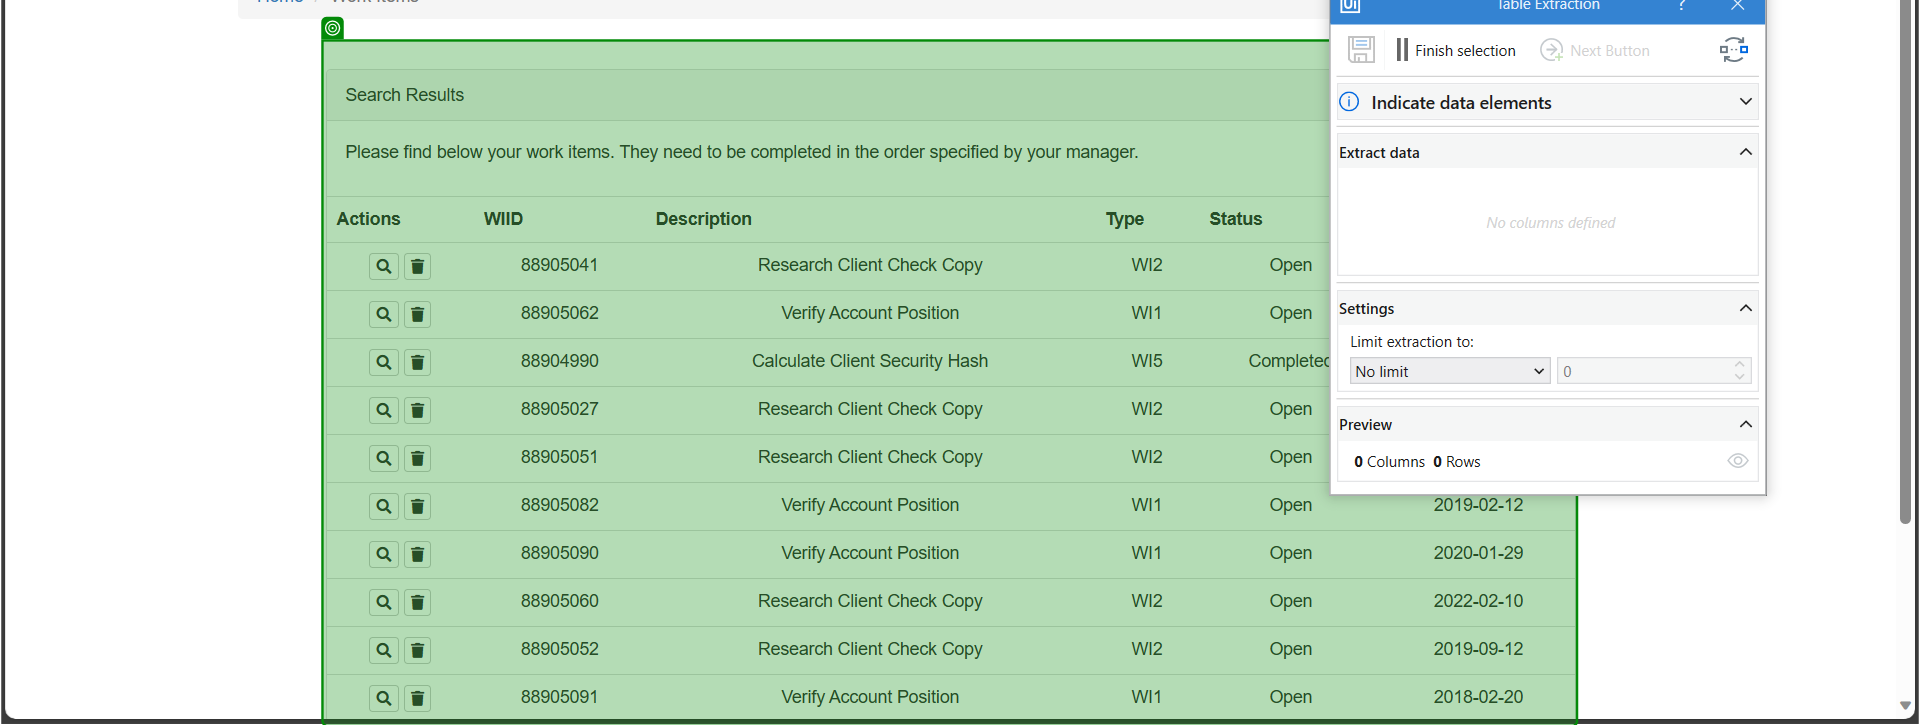 Home / Work Items
Search Results
Please find below your work items. They need to be completed in the order specified by your manager.
Actions WIID Description Type Status
88905041 Research Client Check Copy WI2 Open
88905062 Verify Account Position WI1 Open
88904990 Calculate Client Security Hash WI5 Completed
88905027 Research Client Check Copy WI2 Open
88905051 Research Client Check Copy WI2 Open
88905082 Verify Account Position WI1 Open 2019-02-12
88905090 Verify Account Position WI1 Open 2020-01-29
88905060 Research Client Check Copy WI2 Open 2022-02-10
88905052 Research Client Check Copy WI2 Open 2019-09-12
88905091 Verify Account Position WI1 Open 2018-02-20
Ui Table Extraction ?
Finish selection Next Button
Indicate data elements
Extract data
No columns defined
Settings
Limit extraction to:
No limit 0
Preview
0 Columns 0 Rows